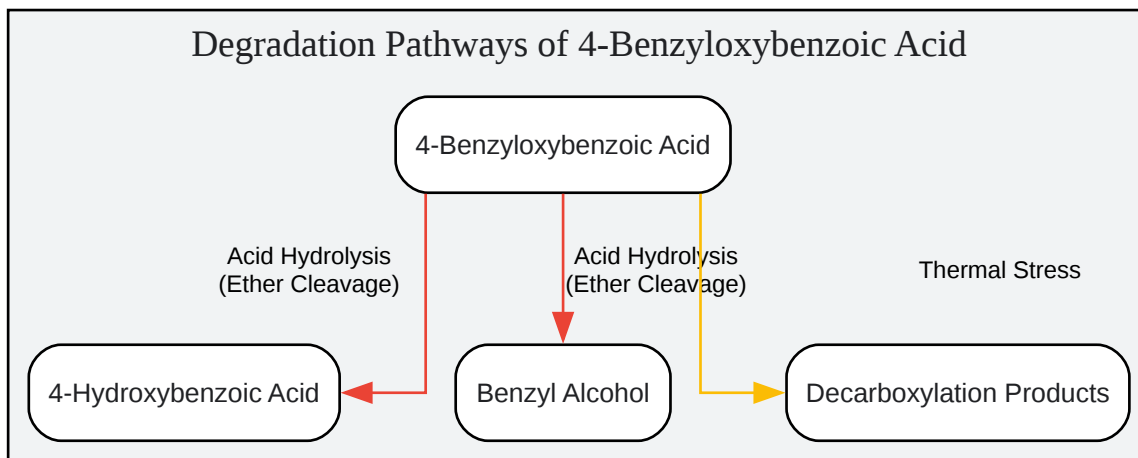 Degradation Pathways of 4-Benzyloxybenzoic Acid
4-Benzyloxybenzoic Acid
Acid Hydrolysis
(Ether Cleavage)
Acid Hydrolysis
(Ether Cleavage)
Thermal Stress
4-Hydroxybenzoic Acid
Benzyl Alcohol
Decarboxylation Products